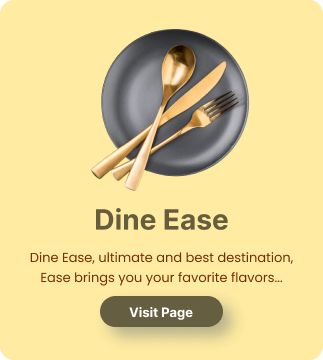 Dine Ease
Dine Ease, ultimate and best destination,
Ease brings you your favorite flavors...
Visit Page